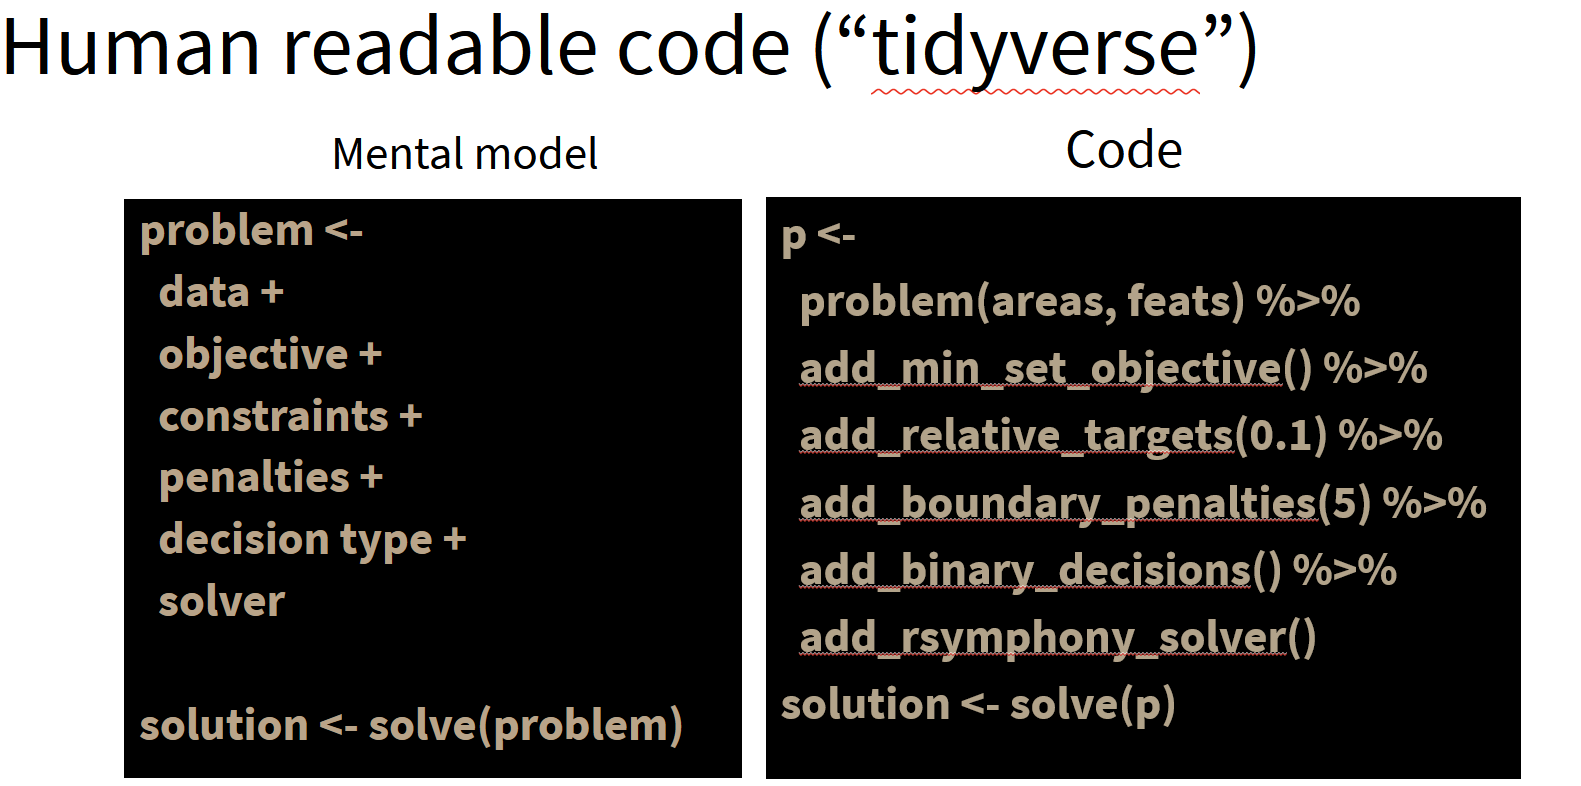 Human readable code (“tidyverse”)
Mental model
problem <-
data +
objective +
constraints +
penalties +
decision type +
solver
solution <- solve(problem)
Code
p <-
problem(areas, feats) %>%
add_min_set_objective() %>%
add_relative_targets(0.1) %>%
add_boundary_penalties(5) %>%
add_binary_decisions() %>%
add_rsymphony_solver()
solution <- solve(p)